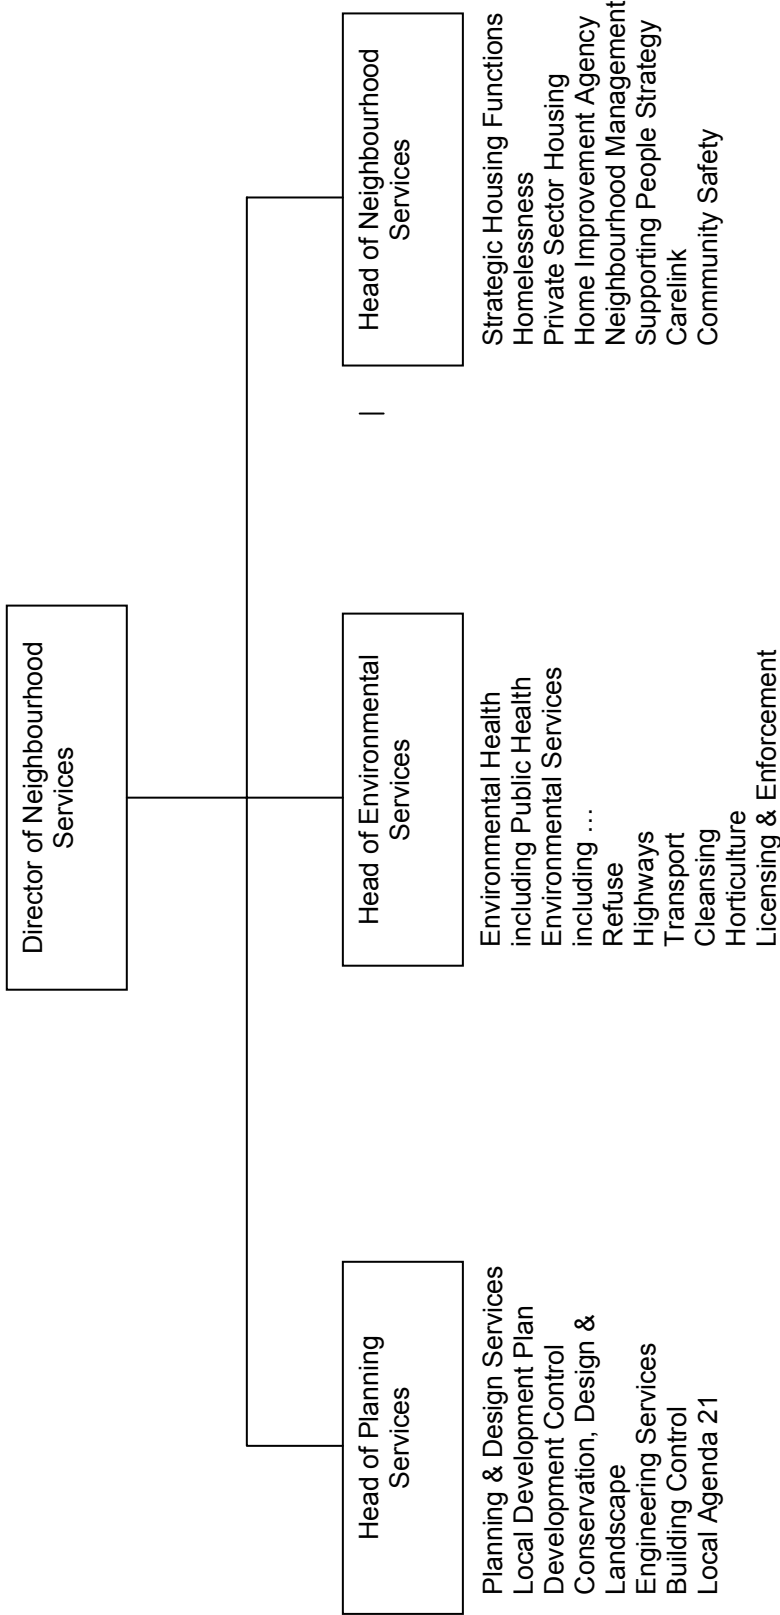 Director of Neighbourhood
Services
Head of Planning
Services
Planning & Design Services
Local Development Plan
Development Control
Conservation, Design &
Landscape
Engineering Services
Building Control
Local Agenda 21
Head of Environmental
Services
Environmental Health
including Public Health
Environmental Services
including …
Refuse
Highways
Transport
Cleansing
Horticulture
Licensing & Enforcement
Head of Neighbourhood
Services
Strategic Housing Functions
Homelessness
Private Sector Housing
Home Improvement Agency
Neighbourhood Management
Supporting People Strategy
Carelink
Community Safety